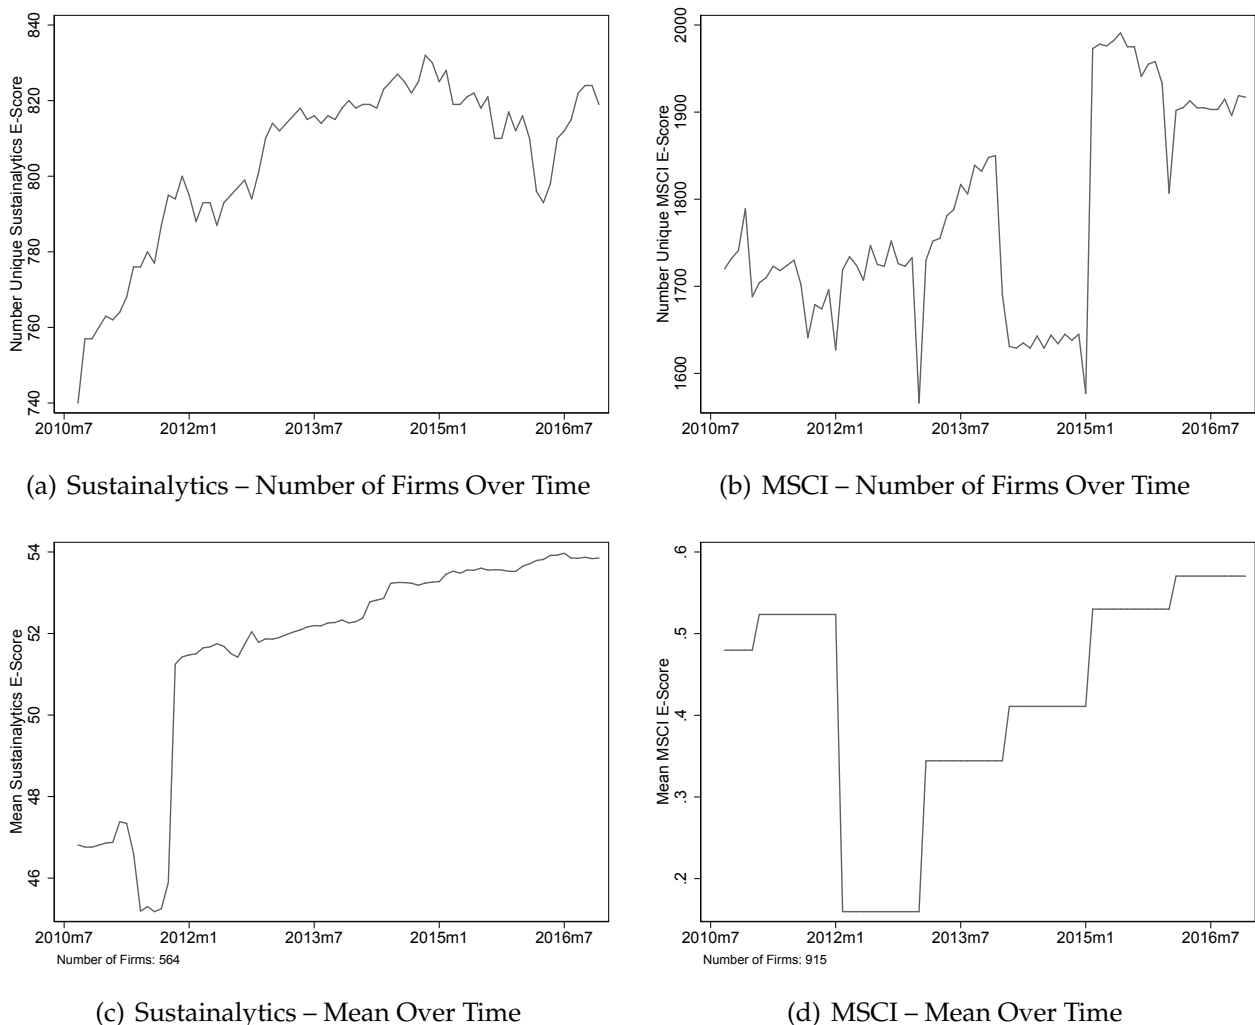 Number Unique Sustainalytics E-Score
840
820
800
780
760
740
2010m7 2012m1 2013m7 2015m1 2016m7
(a) Sustainalytics – Number of Firms Over Time
Number Unique MSCI E-Score
2000
1900
1800
1700
1600
2010m7 2012m1 2013m7 2015m1 2016m7
(b) MSCI – Number of Firms Over Time
Mean Sustainalytics E-Score
54
52
50
48
46
2010m7 2012m1 2013m7 2015m1 2016m7
Number of Firms: 564
(c) Sustainalytics – Mean Over Time
Mean MSCI E-Score
.6
.5
.4
.3
.2
2010m7 2012m1 2013m7 2015m1 2016m7
Number of Firms: 915
(d) MSCI – Mean Over Time